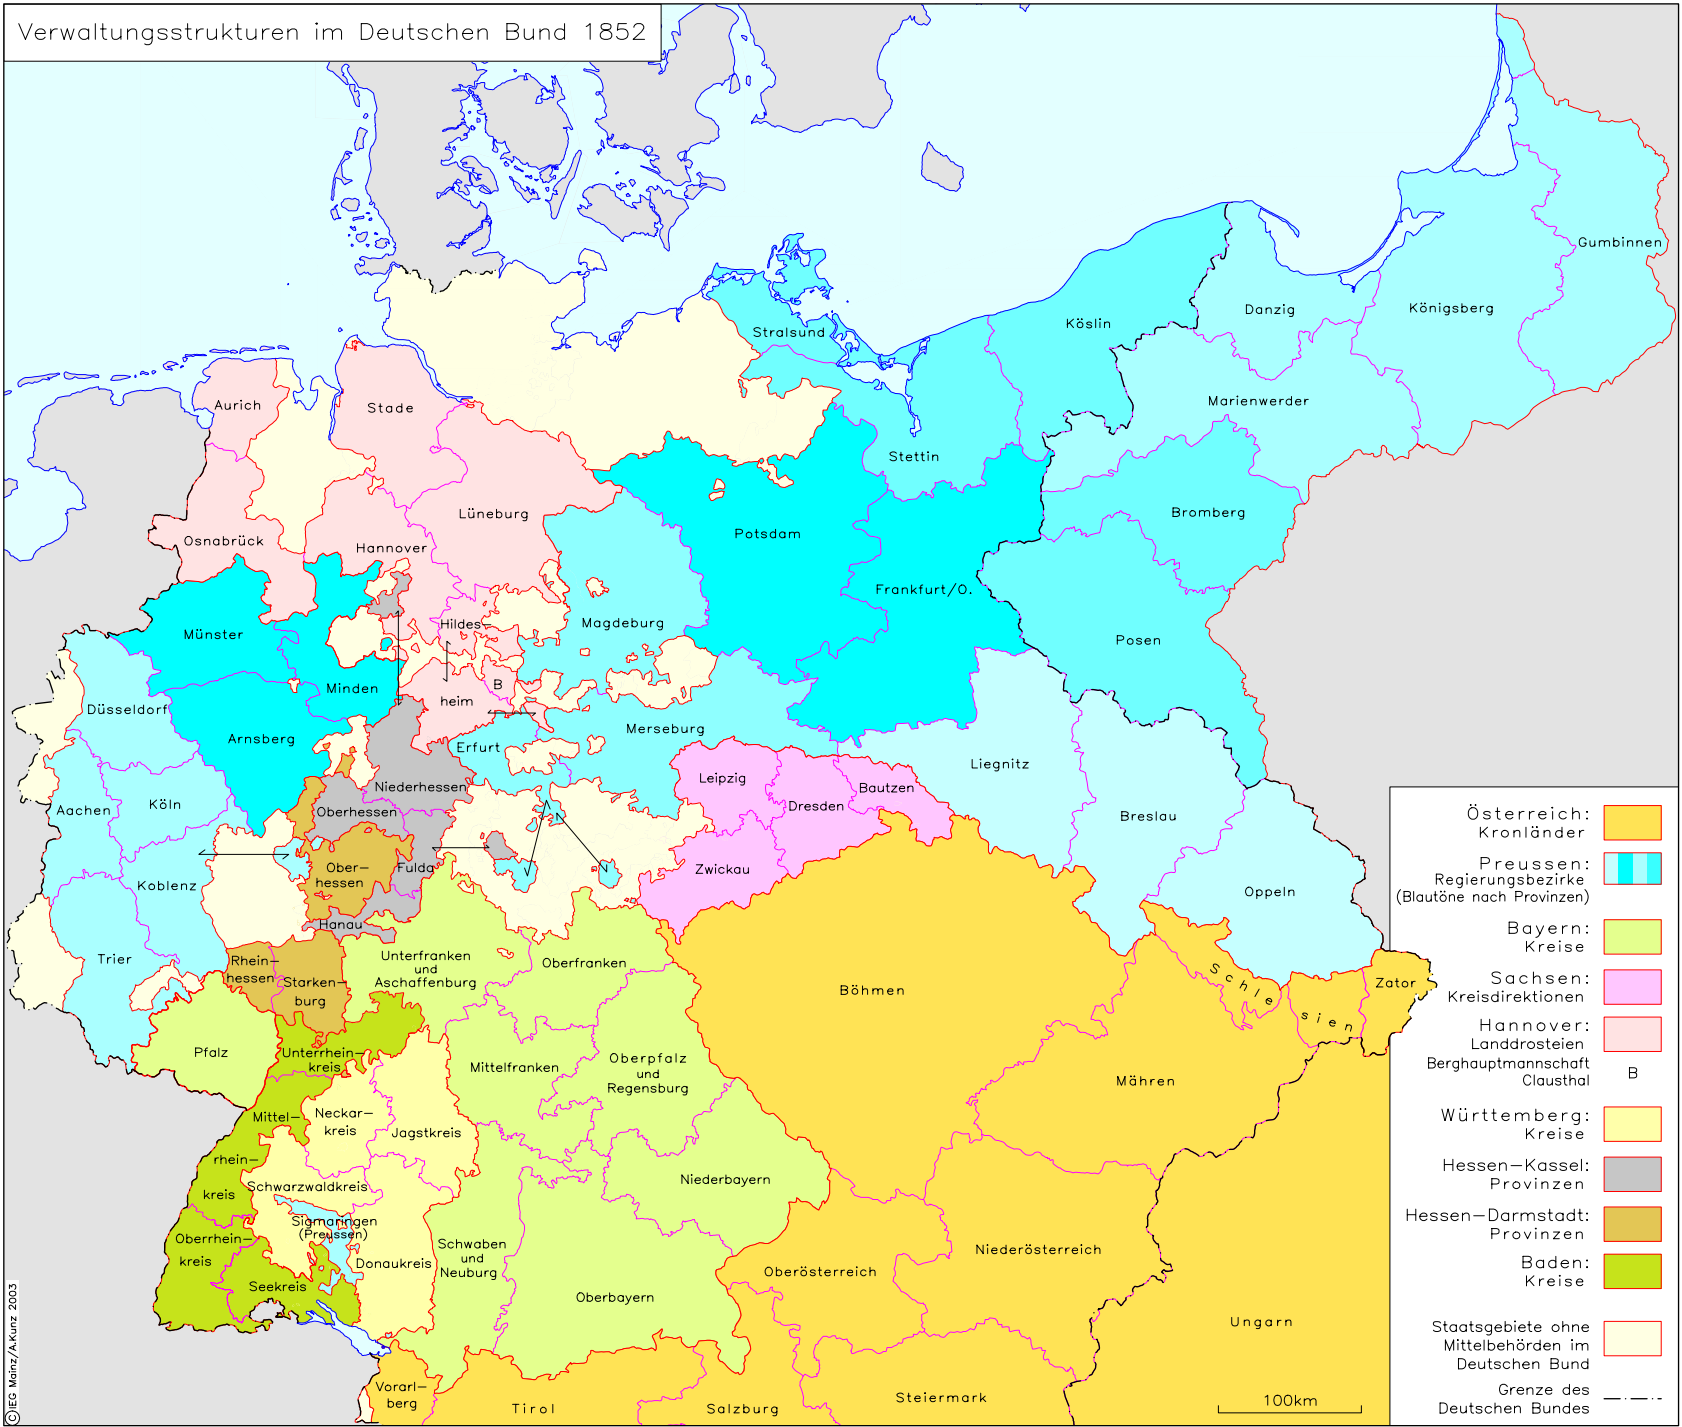 Verwaltungsstrukturen im Deutschen Bund 1852
Gumbinnen
Königsberg
Danzig
Köslin
Stralsund
Marienwerder
Aurich
Stade
Stettin
Lüneburg
Bromberg
Potsdam
Osnabrück
Hannover
Frankfurt/O.
Magdeburg
Hildes-
heim
B
Posen
Münster
Minden
Düsseldorf
Arnsberg
Erfurt
Merseburg
Liegnitz
Leipzig
Bautzen
Dresden
Niederhessen
Oberhessen
Aachen
Köln
Breslau
Zwickau
Ober-
hessen
Fulda
Koblenz
Oppeln
Hanau
Trier
Rhein-
hessen
Starken-
burg
Unterfranken
und
Aschaffenburg
Oberfranken
Böhmen
Schle
sien
Zator
Pfalz
Unterrhein-
kreis
Mittelfranken
Oberpfalz
und
Regensburg
Mähren
Mittel-
rhein-
kreis
Neckar-
kreis
Jagstkreis
Schwarzwaldkreis
Niederbayern
Sigmaringen
(Preussen)
Oberrhein-
kreis
Donaukreis
Schwaben
und
Neuburg
Niederösterreich
Oberösterreich
Seekreis
Oberbayern
Ungarn
Vorarl-
berg
Tirol
Salzburg
Steiermark
100km
Österreich:
Kronländer
Preussen:
Regierungsbezirke
(Blautöne nach Provinzen)
Bayern:
Kreise
Sachsen:
Kreisdirektionen
Hannover:
Landdrosteien
Berghauptmannschaft
Clausthal
B
Württemberg:
Kreise
Hessen-Kassel:
Provinzen
Hessen-Darmstadt:
Provinzen
Baden:
Kreise
Staatsgebiete ohne
Mittelbehörden im
Deutschen Bund
Grenze des
Deutschen Bundes
©IEG Mainz/A.Kunz 2003